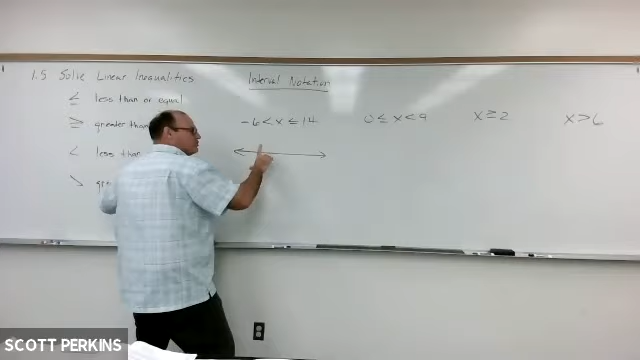 1.5 Solve Linear Inequalities
Interval Notation
≤ less than or equal
≥ greater than
< less than
>
-6 < x ≤ 14
0 ≤ x < 9
x ≥ 2
x > 6
SCOTT PERKINS